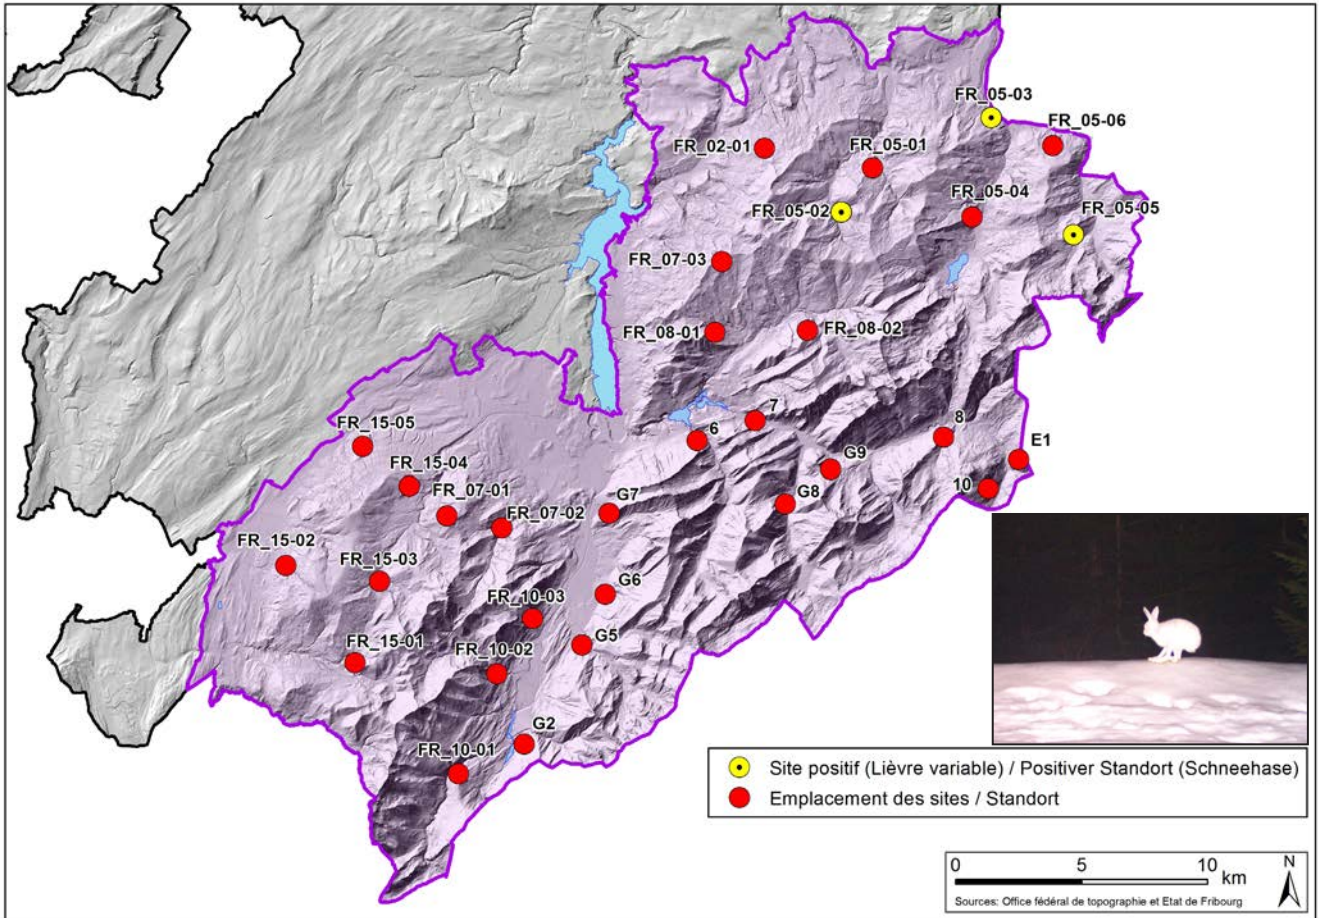 FR_05-03
FR_05-06
FR_02-01
FR_05-01
FR_05-04
FR_05-02
FR_05-05
FR_07-03
FR_08-01
FR_08-02
7
6
8
FR_15-05
E1
G9
FR_15-04
10
FR_07-01
G7
G8
FR_07-02
FR_15-02
FR_15-03
G6
FR_10-03
G5
FR_15-01
FR_10-02
G2
FR_10-01
Site positif (Lièvre variable) / Positiver Standort (Schneehase)
Emplacement des sites / Standort
0 5 10 km
N
Sources: Office fédéral de topographie et Etat de Fribourg